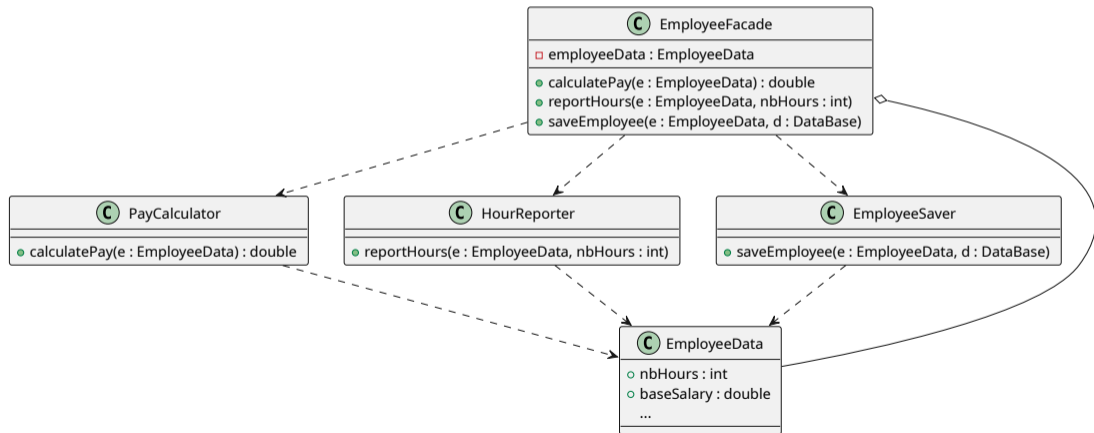 C EmployeeFacade
employeeData : EmployeeData
calculatePay(e : EmployeeData) : double
reportHours(e : EmployeeData, nbHours : int)
saveEmployee(e : EmployeeData, d : DataBase)
C PayCalculator
calculatePay(e : EmployeeData) : double
C HourReporter
reportHours(e : EmployeeData, nbHours : int)
C EmployeeSaver
saveEmployee(e : EmployeeData, d : DataBase)
C EmployeeData
nbHours : int
baseSalary : double
...